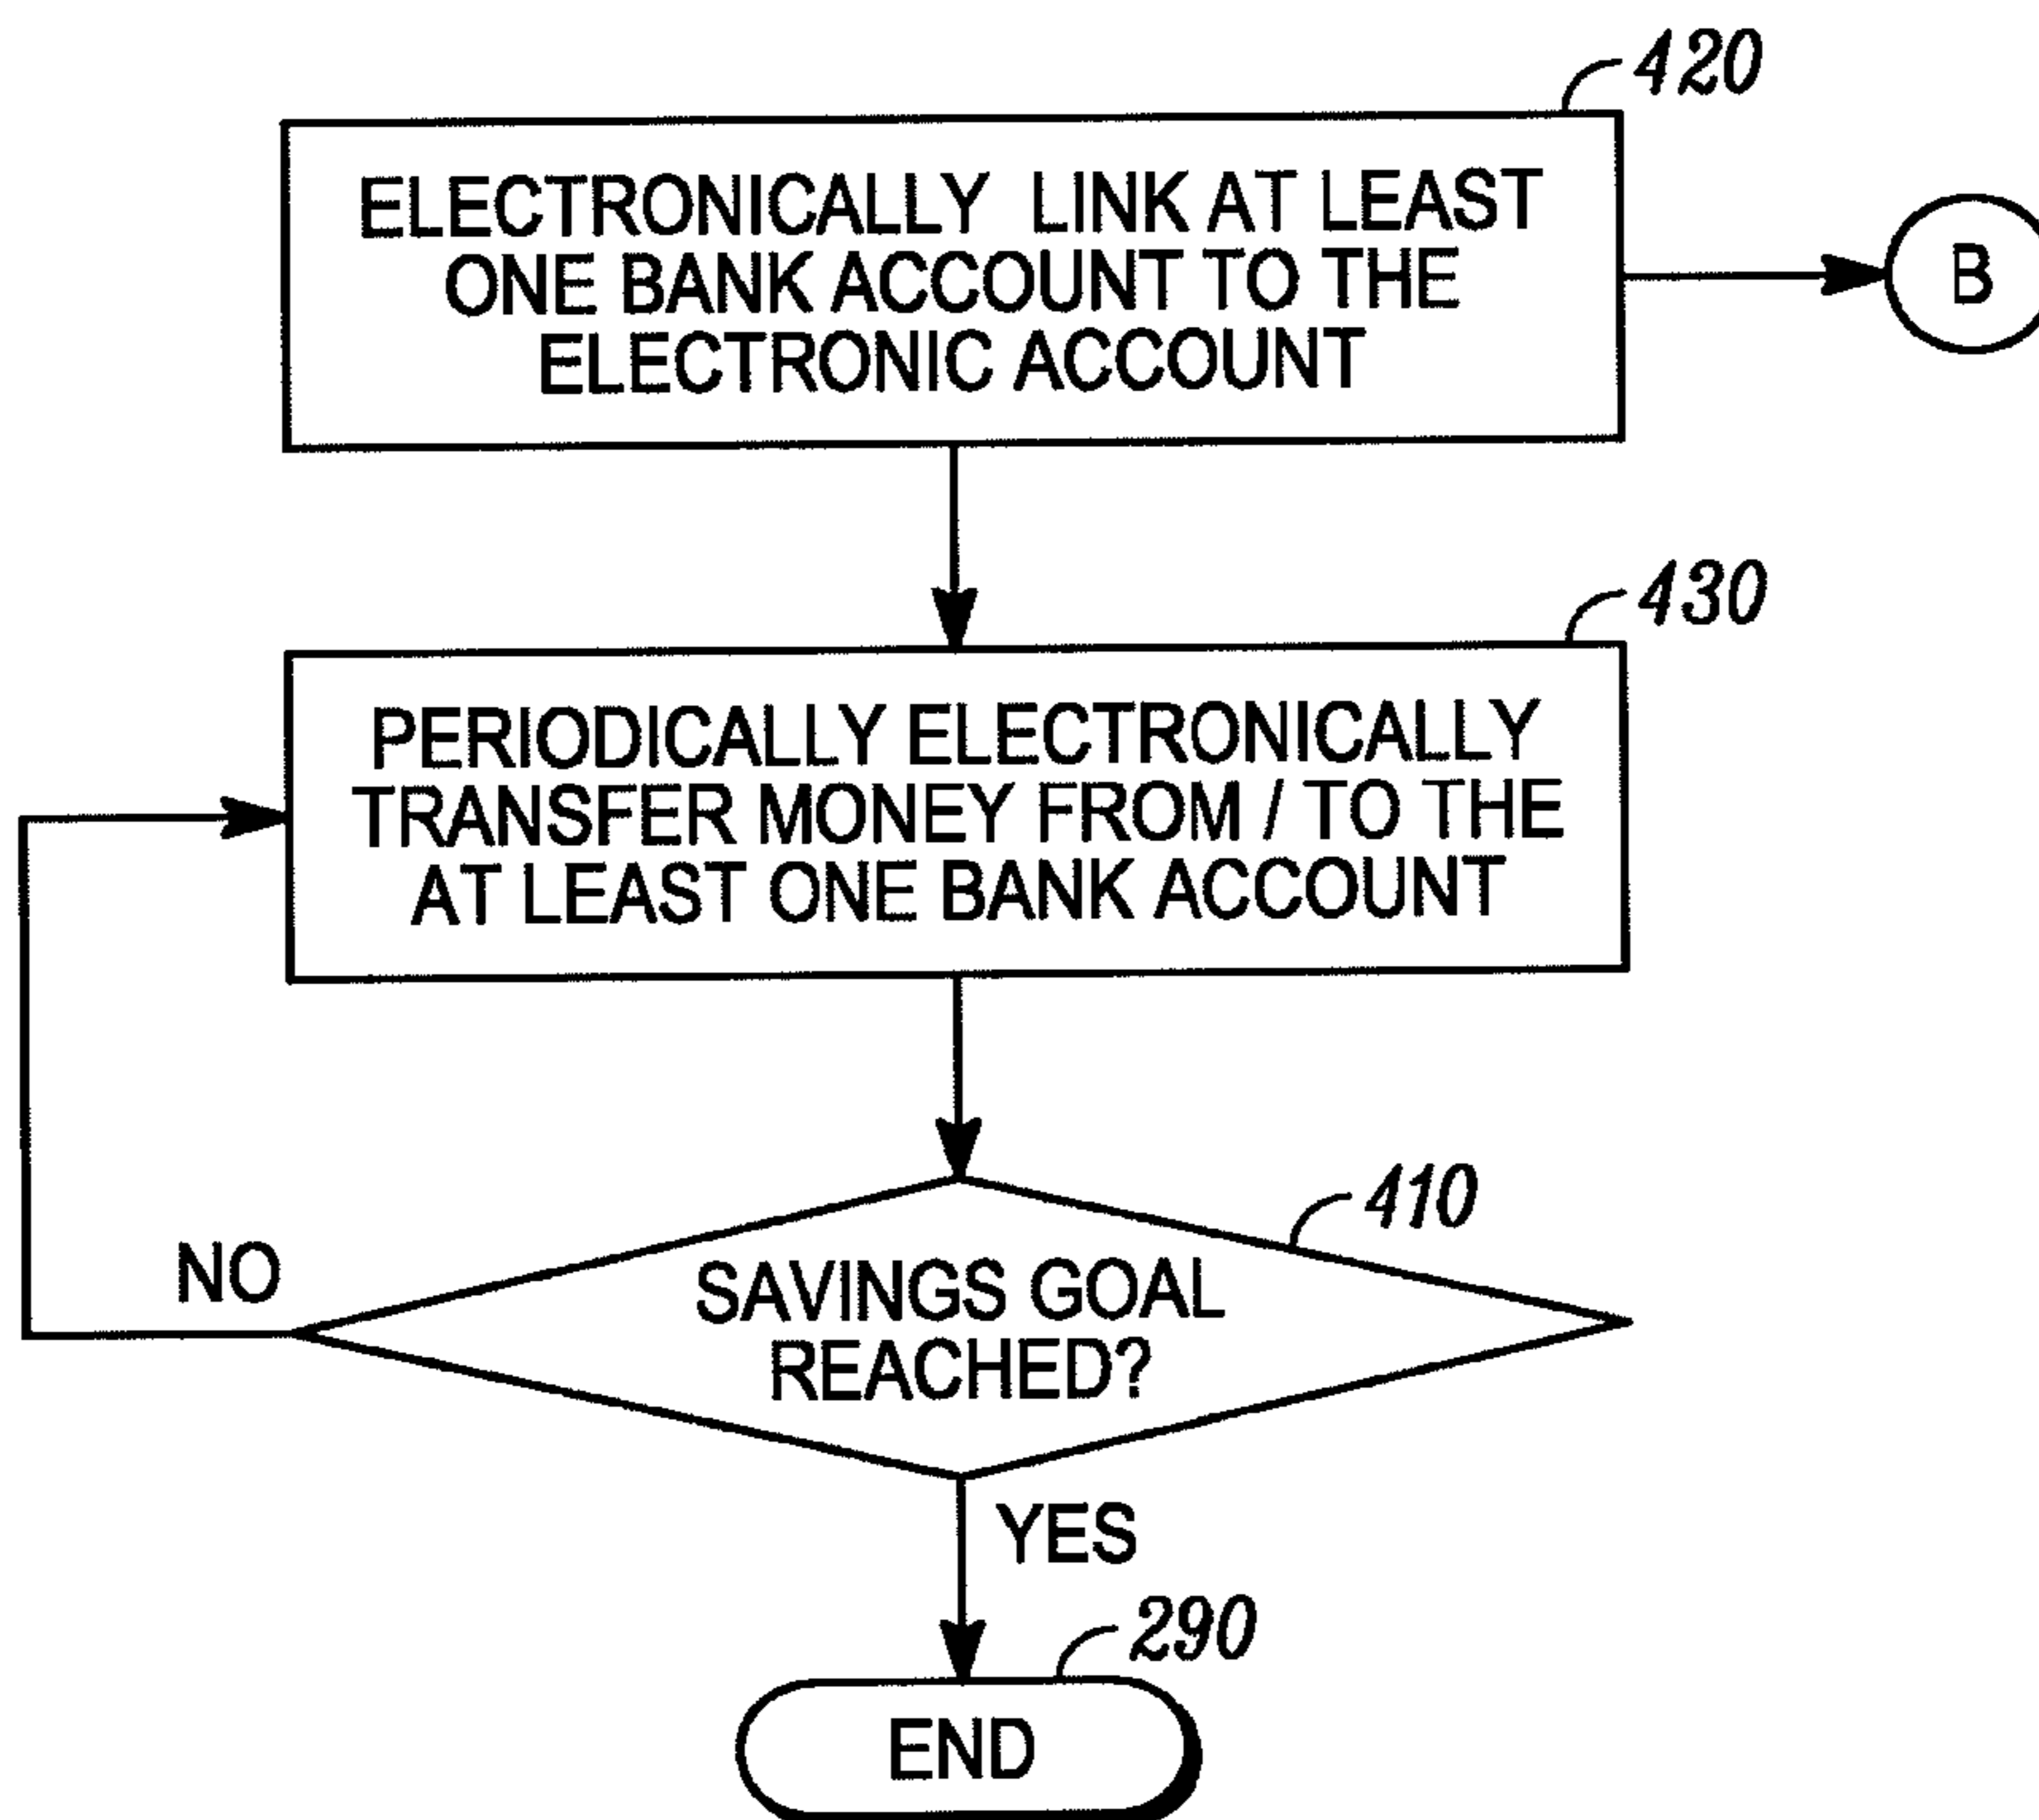 420
ELECTRONICALLY LINK AT LEAST
ONE BANK ACCOUNT TO THE
ELECTRONIC ACCOUNT
B
430
PERIODICALLY ELECTRONICALLY
TRANSFER MONEY FROM / TO THE
AT LEAST ONE BANK ACCOUNT
410
NO
SAVINGS GOAL
REACHED?
YES
290
END